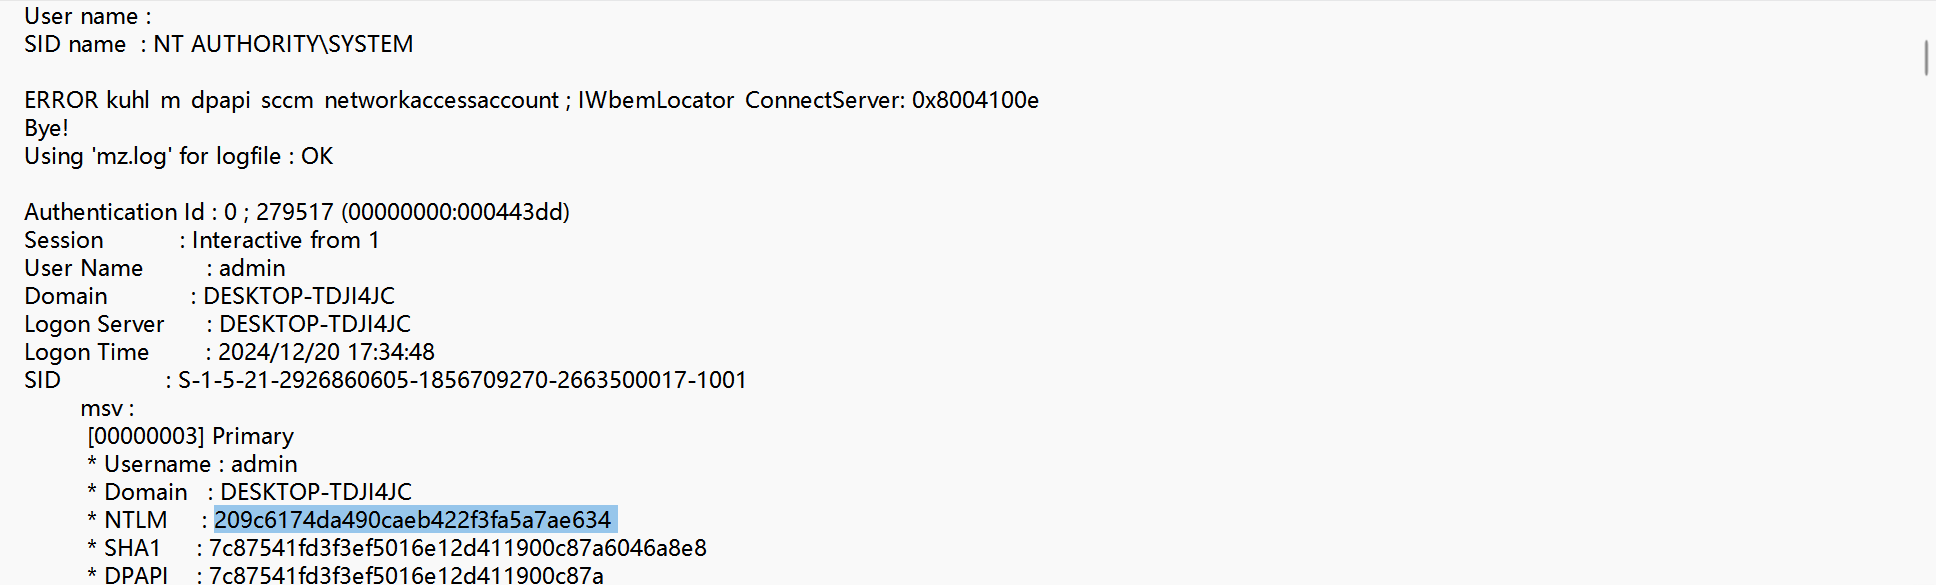 User name :
SID name : NT AUTHORITY\SYSTEM
ERROR kuhl m dpapi sccm networkaccessaccount ; IWbemLocator ConnectServer: 0x8004100e
Bye!
Using 'mz.log' for logfile : OK
Authentication Id : 0 ; 279517 (00000000:000443dd)
Session : Interactive from 1
User Name : admin
Domain : DESKTOP-TDJI4JC
Logon Server : DESKTOP-TDJI4JC
Logon Time : 2024/12/20 17:34:48
SID : S-1-5-21-2926860605-1856709270-2663500017-1001
msv :
[00000003] Primary
* Username : admin
* Domain : DESKTOP-TDJI4JC
* NTLM : 209c6174da490caeb422f3fa5a7ae634
* SHA1 : 7c87541fd3f3ef5016e12d411900c87a6046a8e8
* DPAPI : 7c87541fd3f3ef5016e12d411900c87a